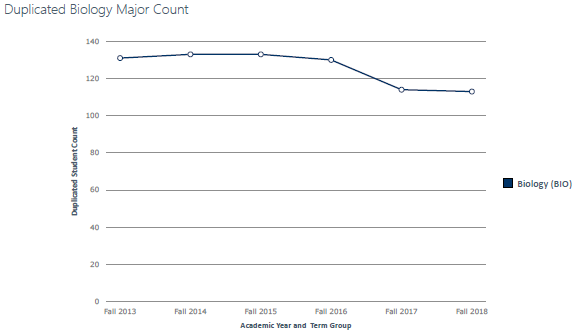 Duplicated Biology Major Count
140
120
100
80
60
40
20
0
Duplicated Student Count
Fall 2013 Fall 2014 Fall 2015 Fall 2016 Fall 2017 Fall 2018
Academic Year and Term Group
Biology (BIO)